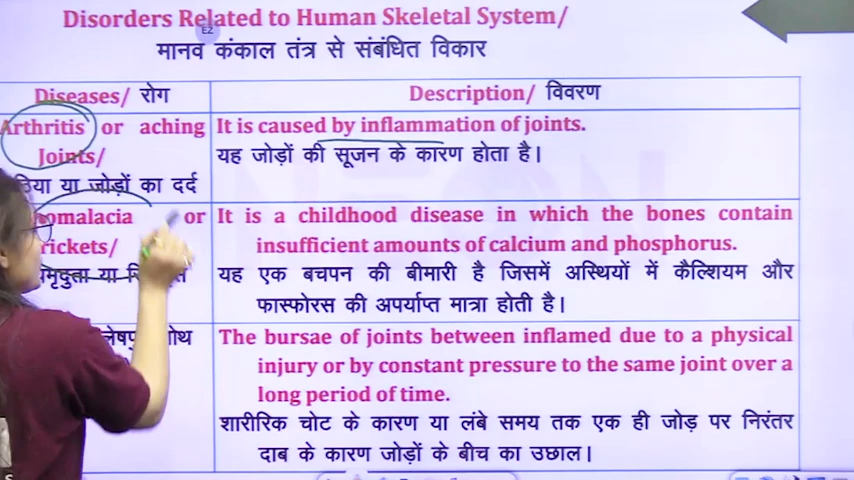 Disorders Related to Human Skeletal System/
E2
मानव कंकाल तंत्र से संबंधित विकार
Diseases/ रोग
Description/ विवरण
Arthritis or aching
Joints/
या जोड़ों का दर्द
It is caused by inflammation of joints.
यह जोड़ों की सूजन के कारण होता है।
or
rickets/
या
It is a childhood disease in which the bones contain
insufficient amounts of calcium and phosphorus.
यह एक बचपन की बीमारी है जिसमें अस्थियों में कैल्शियम और
फास्फोरस की अपर्याप्त मात्रा होती है।
The bursae of joints between inflamed due to a physical
injury or by constant pressure to the same joint over a
long period of time.
शारीरिक चोट के कारण या लंबे समय तक एक ही जोड़ पर निरंतर
दाब के कारण जोड़ों के बीच का उछाल।